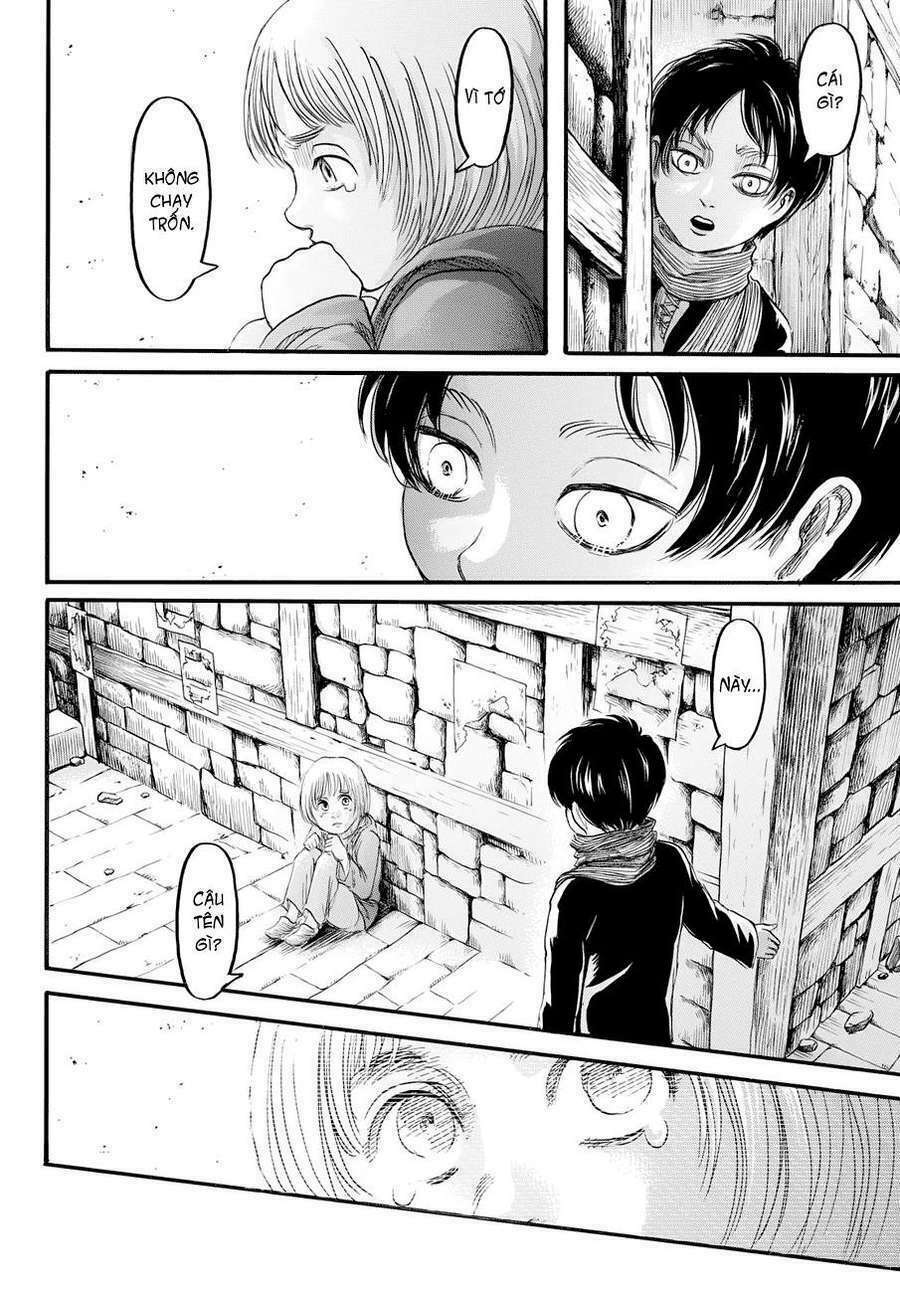 CÁI
GÌ?
VÌ TỚ
KHÔNG
CHẠY
TRỐN.
NÀY...
CẬU
TÊN
GÌ?